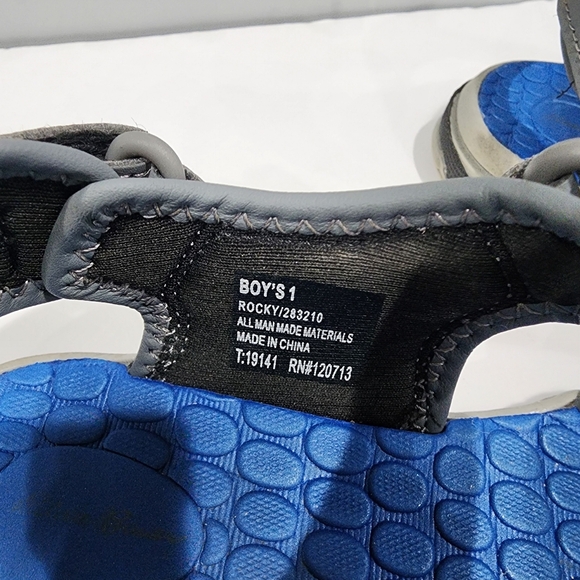 BOY'S 1
ROCKY/283210
ALL MAN MADE MATERIALS
MADE IN CHINA
T:19141 RN#120713